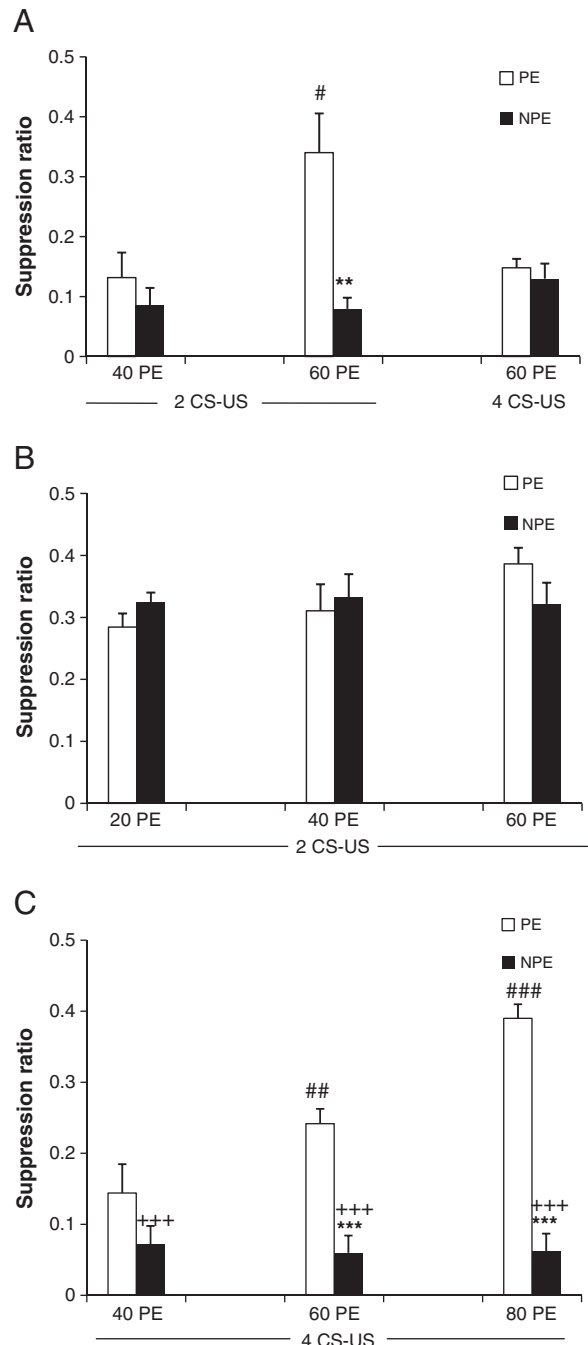 A
Suppression ratio
0.5
0.4
0.3
0.2
0.1
0
#
**
PE
NPE
40 PE
60 PE
60 PE
2 CS-US
4 CS-US
B
Suppression ratio
0.5
0.4
0.3
0.2
0.1
0
PE
NPE
20 PE
40 PE
60 PE
2 CS-US
C
Suppression ratio
0.5
0.4
0.3
0.2
0.1
0
PE
NPE
###
##
+++
+++
***
+++
***
40 PE
60 PE
80 PE
4 CS-US